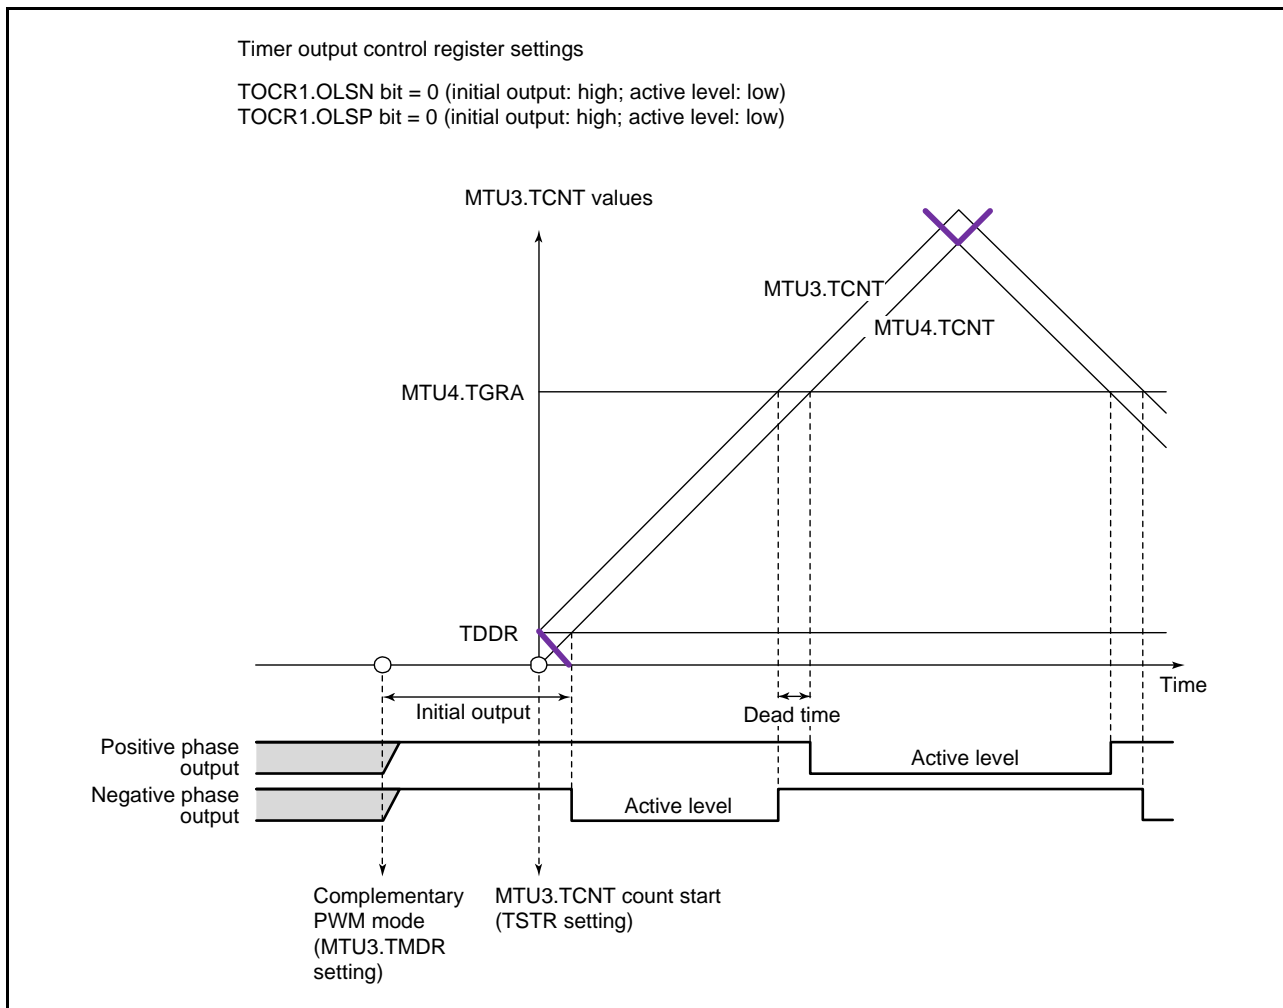 Timer output control register settings
TOCR1.OLSN bit = 0 (initial output: high; active level: low)
TOCR1.OLSP bit = 0 (initial output: high; active level: low)
MTU3.TCNT values
MTU3.TCNT
MTU4.TCNT
MTU4.TGRA
TDDR
Time
Initial output
Dead time
Positive phase
output
Active level
Negative phase
output
Active level
Complementary
PWM mode
(MTU3.TMDR
setting)
MTU3.TCNT count start
(TSTR setting)